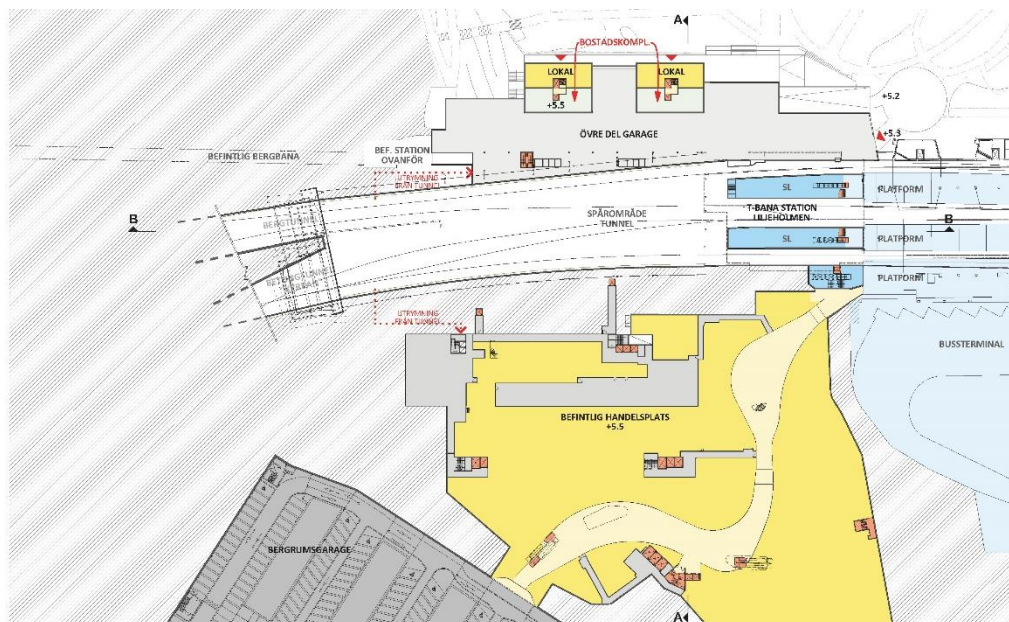 A
BOSTADSKOMPL.
LOKAL
LOKAL
+5.5
+5.2
+5.3
ÖVRE DEL GARAGE
BEF. STATION
OVANFÖR
BEFINTLIG BERGBANA
UTRYMNING
FRÅN TUNNEL
SL
PLATFORM
T-BANA STATION
LILJEHOLMEN
BERGTUNNEL
SPÅROMRÅDE
TUNNEL
B
B
SL
PLATFORM
PLATFORM
UTRYMNING
FRÅN TUNNEL
BUSSTERMINAL
BEFINTLIG HANDELSPLATS
+5.5
BERGRUMSGARAGE
A